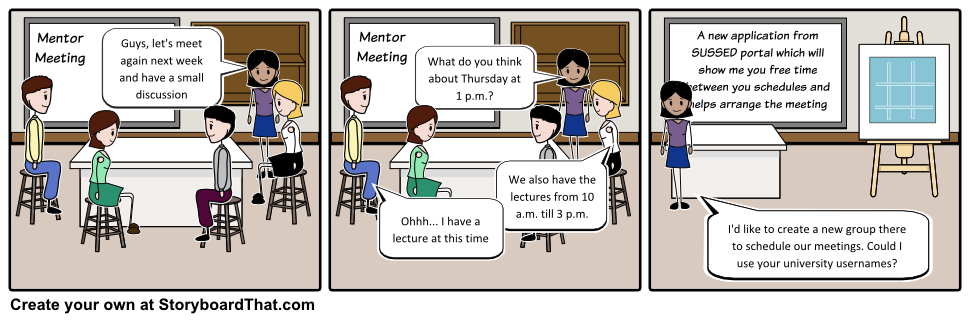 Mentor
Meeting
Guys, let's meet
again next week
and have a small
discussion
Mentor
Meeting
What do you think
about Thursday at
1 p.m.?
Ohhh... I have a
lecture at this time
We also have the
lectures from 10
a.m. till 3 p.m.
A new application from
SUSSED portal which will
show me you free time
between you schedules and
helps arrange the meeting
I'd like to create a new group there
to schedule our meetings. Could I
use your university usernames?
Create your own at StoryboardThat.com